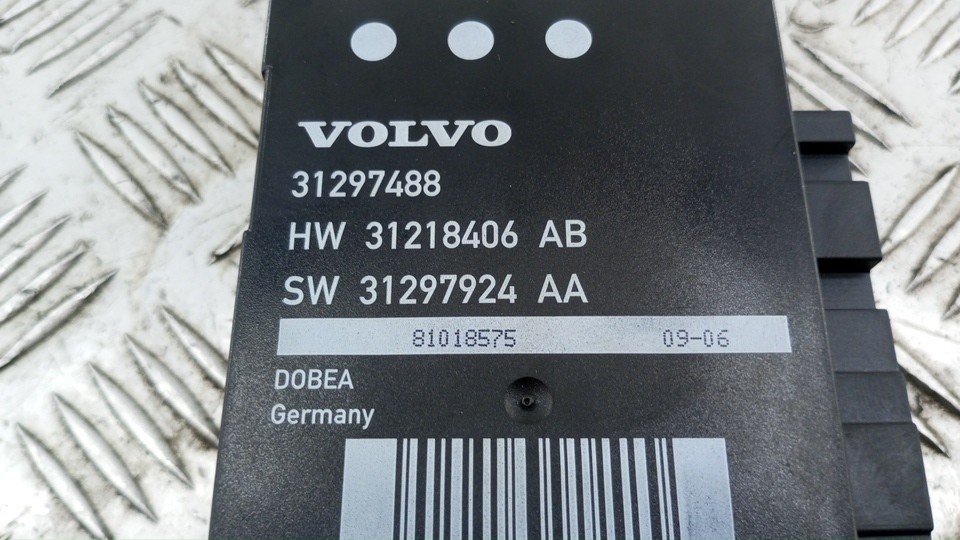 VOLVO
31297488
HW 31218406 AB
SW 31297924 AA
81018575 09-06
DOBEA
Germany